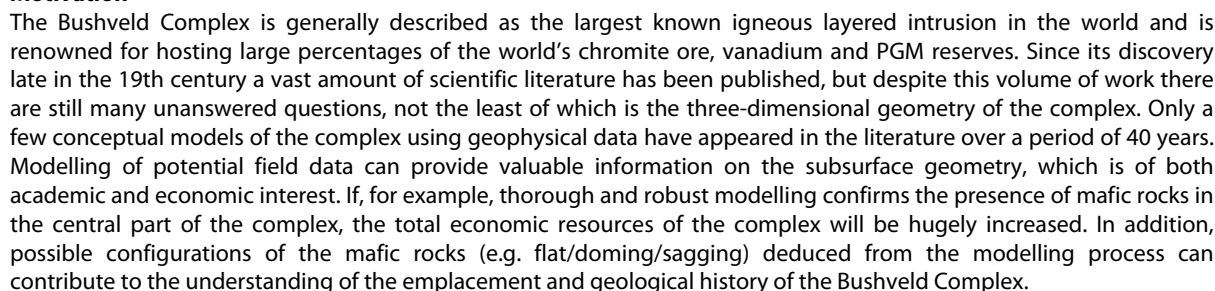 Motivation
The Bushveld Complex is generally described as the largest known igneous layered intrusion in the world and is
renowned for hosting large percentages of the world's chromite ore, vanadium and PGM reserves. Since its discovery
late in the 19th century a vast amount of scientific literature has been published, but despite this volume of work there
are still many unanswered questions, not the least of which is the three-dimensional geometry of the complex. Only a
few conceptual models of the complex using geophysical data have appeared in the literature over a period of 40 years.
Modelling of potential field data can provide valuable information on the subsurface geometry, which is of both
academic and economic interest. If, for example, thorough and robust modelling confirms the presence of mafic rocks in
the central part of the complex, the total economic resources of the complex will be hugely increased. In addition,
possible configurations of the mafic rocks (e.g. flat/doming/sagging) deduced from the modelling process can
contribute to the understanding of the emplacement and geological history of the Bushveld Complex.